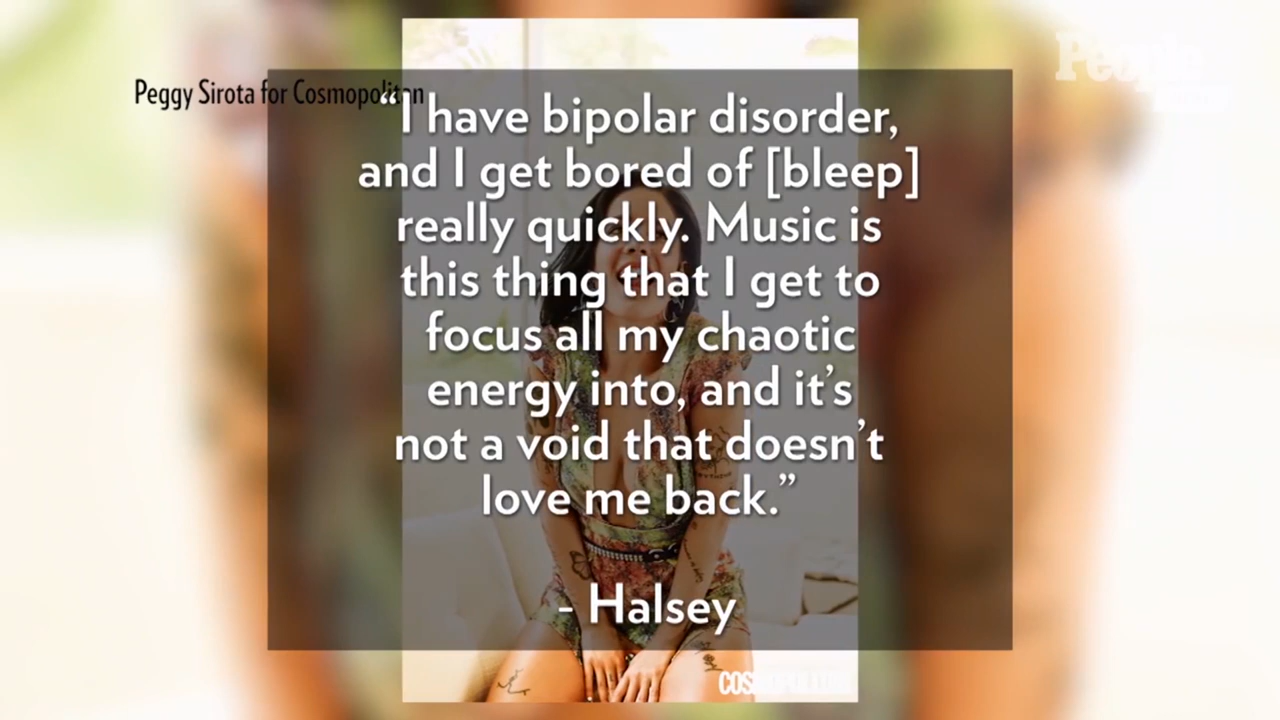 Peggy Sirota for Cosmopolitan
People
“I have bipolar disorder,
and I get bored of [bleep]
really quickly. Music is
this thing that I get to
focus all my chaotic
energy into, and it’s
not a void that doesn’t
love me back.”
- Halsey
COSMOPOLITAN